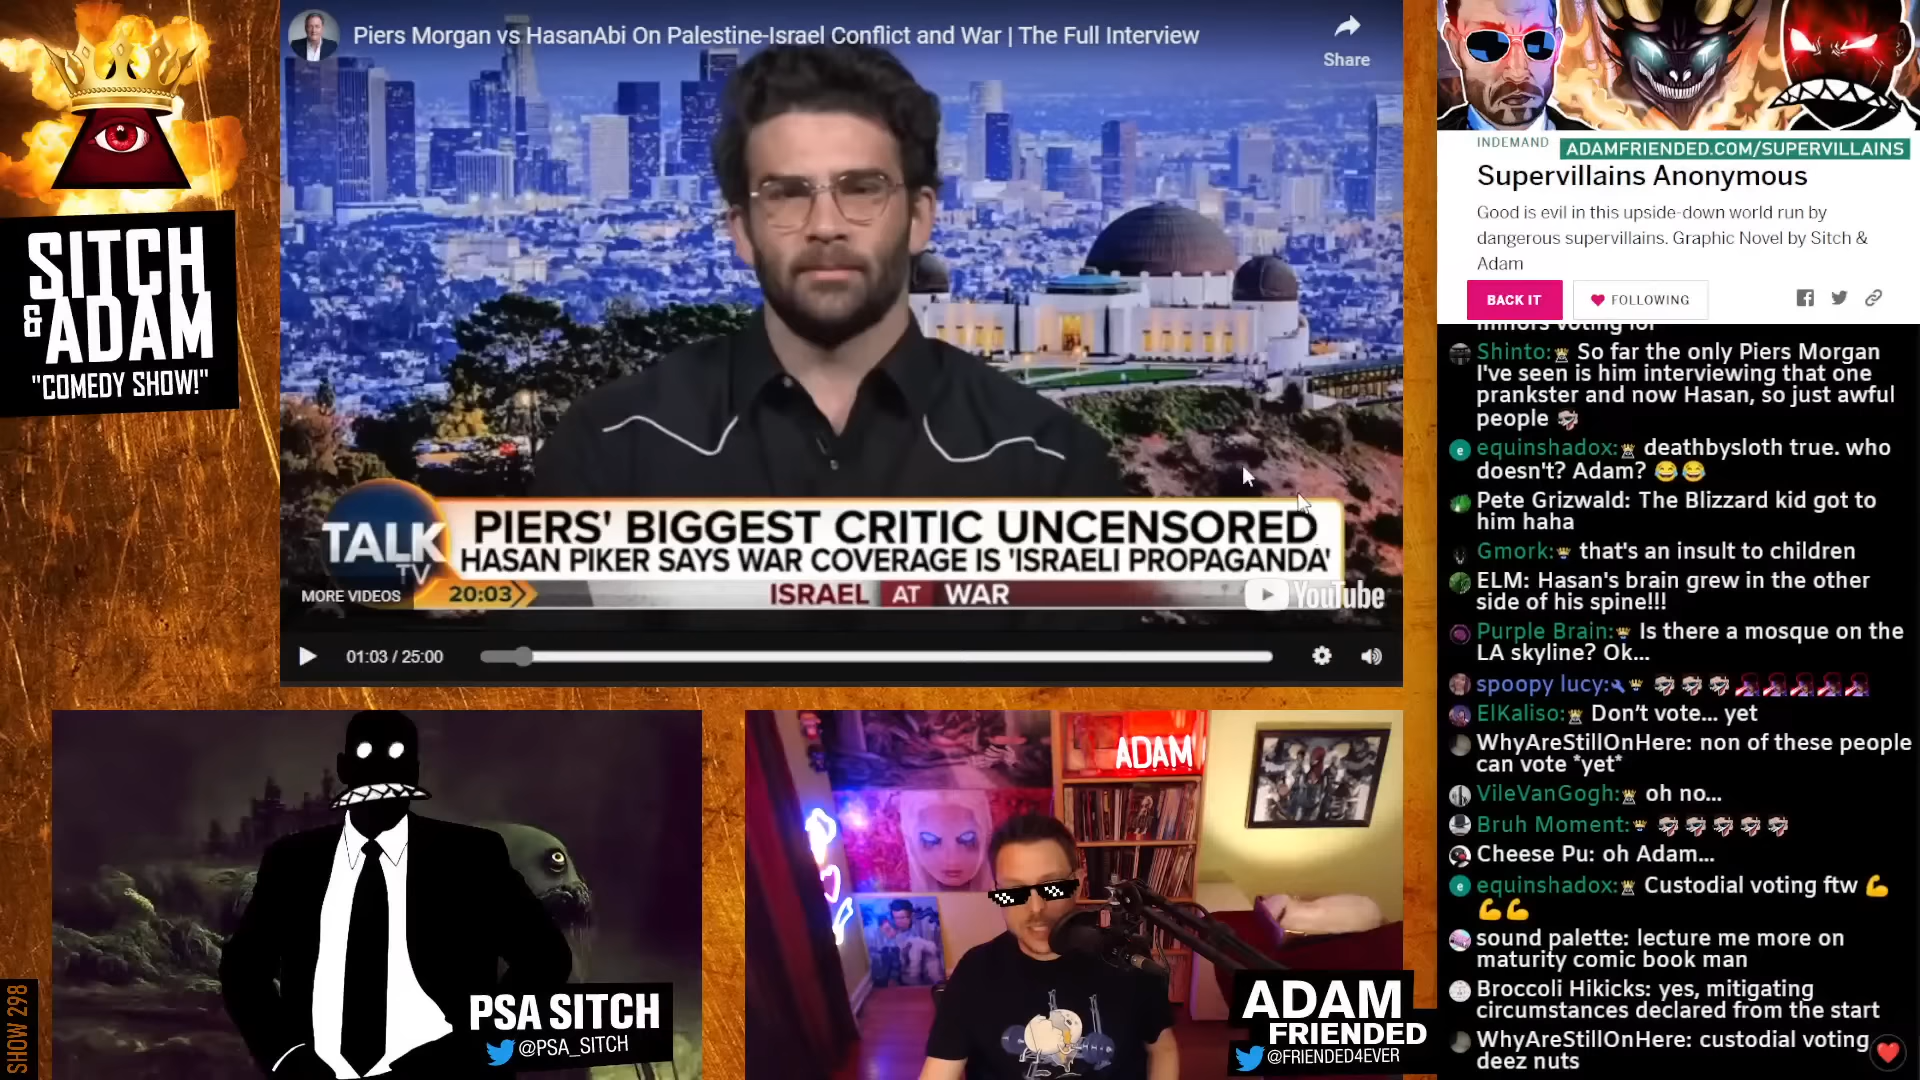 SITCH
& ADAM
"COMEDY SHOW!"
SHOW 298
Piers Morgan vs HasanAbi On Palestine-Israel Conflict and War | The Full Interview
Share
TALK
TV
PIERS' BIGGEST CRITIC UNCENSORED
HASAN PIKER SAYS WAR COVERAGE IS 'ISRAELI PROPAGANDA'
MORE VIDEOS
20:03
ISRAEL AT WAR
YouTube
01:03 / 25:00
PSA SITCH
@PSA_SITCH
ADAM
ADAM
FRIENDED
@FRIENDED4EVER
INDEMAND
ADAMFRIENDED.COM/SUPERVILLAINS
Supervillains Anonymous
Good is evil in this upside-down world run by
dangerous supervillains. Graphic Novel by Sitch &
Adam
BACK IT
FOLLOWING
minors voting lol
Shinto: So far the only Piers Morgan
I've seen is him interviewing that one
prankster and now Hasan, so just awful
people
e equinshadox: deathbysloth true. who
doesn't? Adam? 😂😂
Pete Grizwald: The Blizzard kid got to
him haha
Gmork: that's an insult to children
ELM: Hasan's brain grew in the other
side of his spine!!!
Purple Brain: Is there a mosque on the
LA skyline? Ok...
spoopy lucy:
ElKaliso: Don't vote... yet
WhyAreStillOnHere: non of these people
can vote *yet*
VileVanGogh: oh no...
Bruh Moment:
Cheese Pu: oh Adam...
e equinshadox: Custodial voting ftw 💪
💪💪
sound palette: lecture me more on
maturity comic book man
Broccoli Hikicks: yes, mitigating
circumstances declared from the start
WhyAreStillOnHere: custodial voting
deez nuts